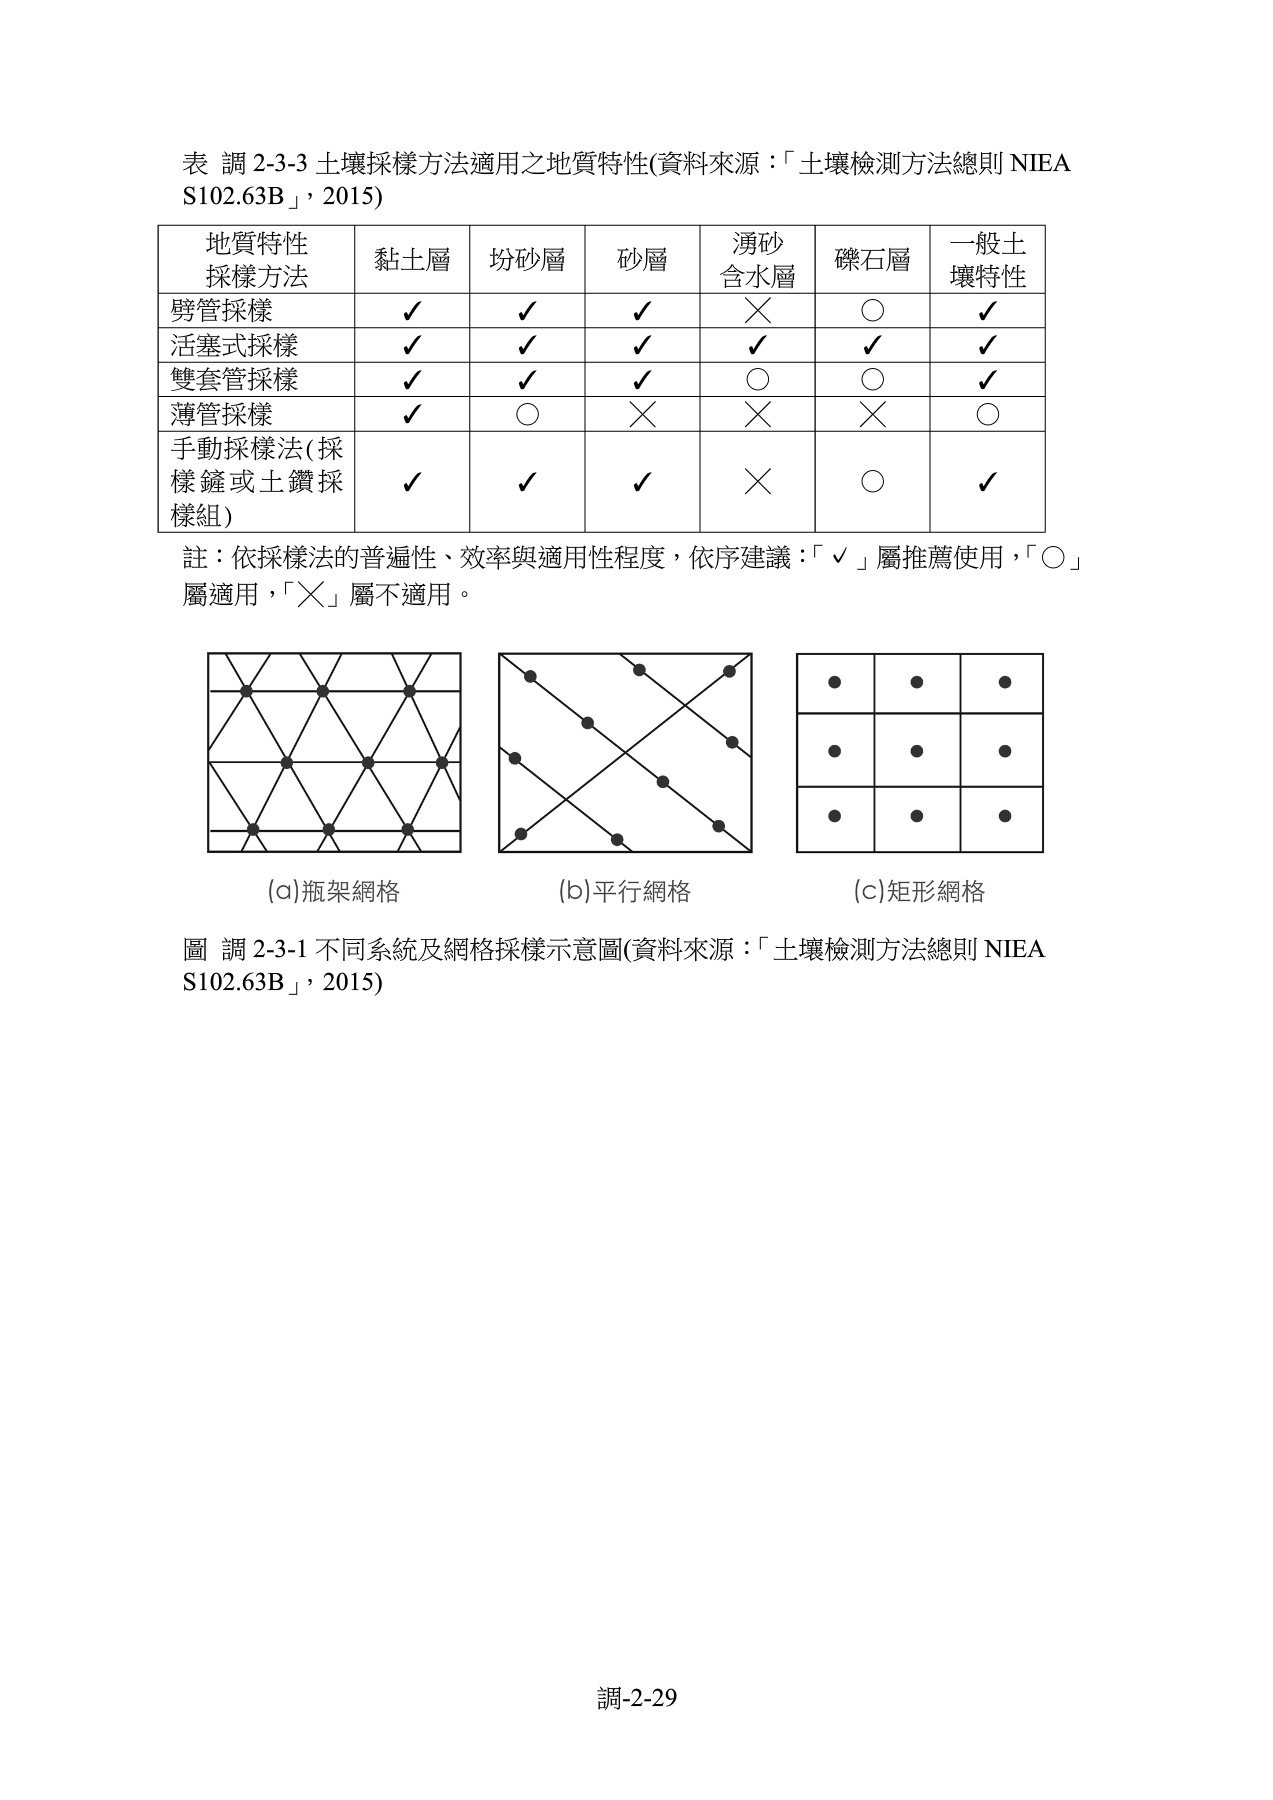 表 調 2-3-3 土壤採樣方法適用之地質特性(資料來源：「土壤檢測方法總則 NIEA
S102.63B」，2015)
地質特性
採樣方法
黏土層
坋砂層
砂層
湧砂
含水層
礫石層
一般土
壤特性
劈管採樣 ✓ ✓ ✓ ╳ ○ ✓
活塞式採樣 ✓ ✓ ✓ ✓ ✓ ✓
雙套管採樣 ✓ ✓ ✓ ○ ○ ✓
薄管採樣 ✓ ○ ╳ ╳ ╳ ○
手動採樣法(採
樣鏟或土鑽採
樣組)
✓ ✓ ✓ ╳ ○ ✓
註：依採樣法的普遍性、效率與適用性程度，依序建議：「✓」屬推薦使用，「○」
屬適用，「╳」屬不適用。
(a)瓶架網格
(b)平行網格
(c)矩形網格
圖 調 2-3-1 不同系統及網格採樣示意圖(資料來源：「土壤檢測方法總則 NIEA
S102.63B」，2015)
調-2-29